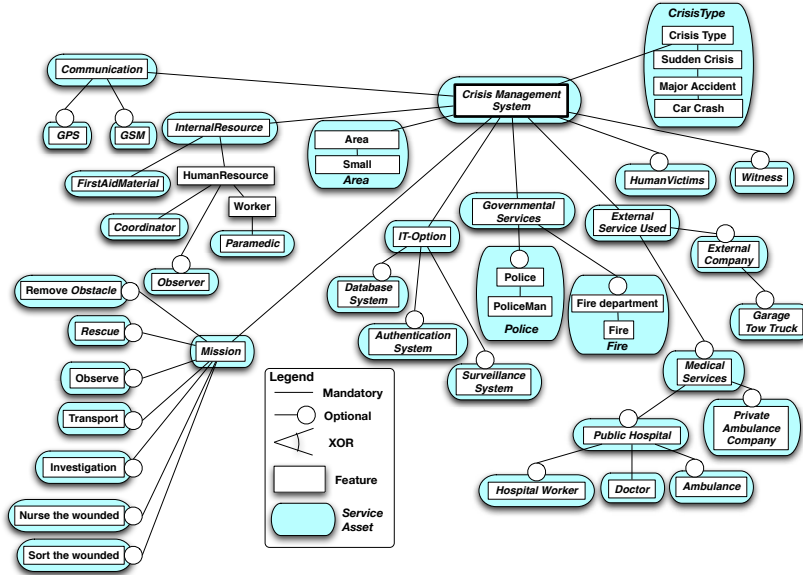 CrisisType
Crisis Type
Sudden Crisis
Major Accident
Car Crash
Communication
GPS
GSM
Crisis Management
System
InternalResource
FirstAidMaterial
HumanResource
Worker
Coordinator
Paramedic
Observer
Area
Small
Area
HumanVictims
Witness
Governmental
Services
External
Service Used
External
Company
Garage
Tow Truck
IT-Option
Database
System
Authentication
System
Surveillance
System
Police
PoliceMan
Police
Fire department
Fire
Fire
Remove Obstacle
Rescue
Mission
Observe
Transport
Investigation
Nurse the wounded
Sort the wounded
Legend
Mandatory
Optional
XOR
Feature
Service
Asset
Medical
Services
Private
Ambulance
Company
Public Hospital
Hospital Worker
Doctor
Ambulance